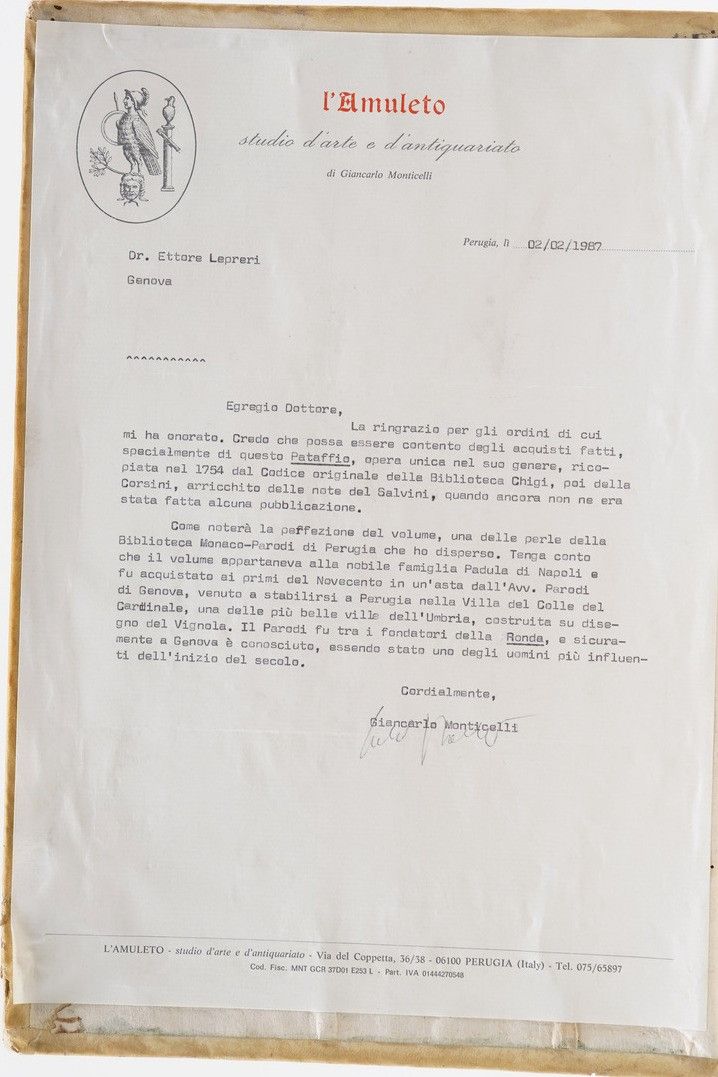 l'Amuleto
studio d'arte e d'antiquariato
di Giancarlo Monticelli
Perugia, lì 02/02/1987
Dr. Ettore Lepreri
Genova
^^^^^^^^^^^
Egregio Dottore,
La ringrazio per gli ordini di cui
mi ha onorato. Credo che possa essere contento degli acquisti fatti,
specialmente di questo Pataffio, opera unica nel suo genere, rico-
piata nel 1754 dal Codice originale della Biblioteca Chigi, poi della
Corsini, arricchito delle note del Salvini, quando ancora non ne era
stata fatta alcuna pubblicazione.
Come noterà la peffezione del volume, una delle perle della
Biblioteca Monaco-Parodi di Perugia che ho disperso. Tenga conto
che il volume appartaneva alla nobile famiglia Padula di Napoli e
fu acquistato ai primi del Novecento in un'asta dall'Avv. Parodi
di Genova, venuto a stabilirsi a Perugia nella Villa del Colle del
Cardinale, una delle più belle ville dell'Umbria, costruita su dise-
gno del Vignola. Il Parodi fu tra i fondatori della Ronda, e sicura-
mente a Genova è conosciuto, essendo stato uno degli uomini più influen-
ti dell'inizio del secolo.
Cordialmente,
Giancarlo Monticelli
L'AMULETO - studio d'arte e d'antiquariato - Via del Coppetta, 36/38 - 06100 PERUGIA (Italy) - Tel. 075/65897
Cod. Fisc. MNT GCR 37D01 E253 L - Part. IVA 01444270548